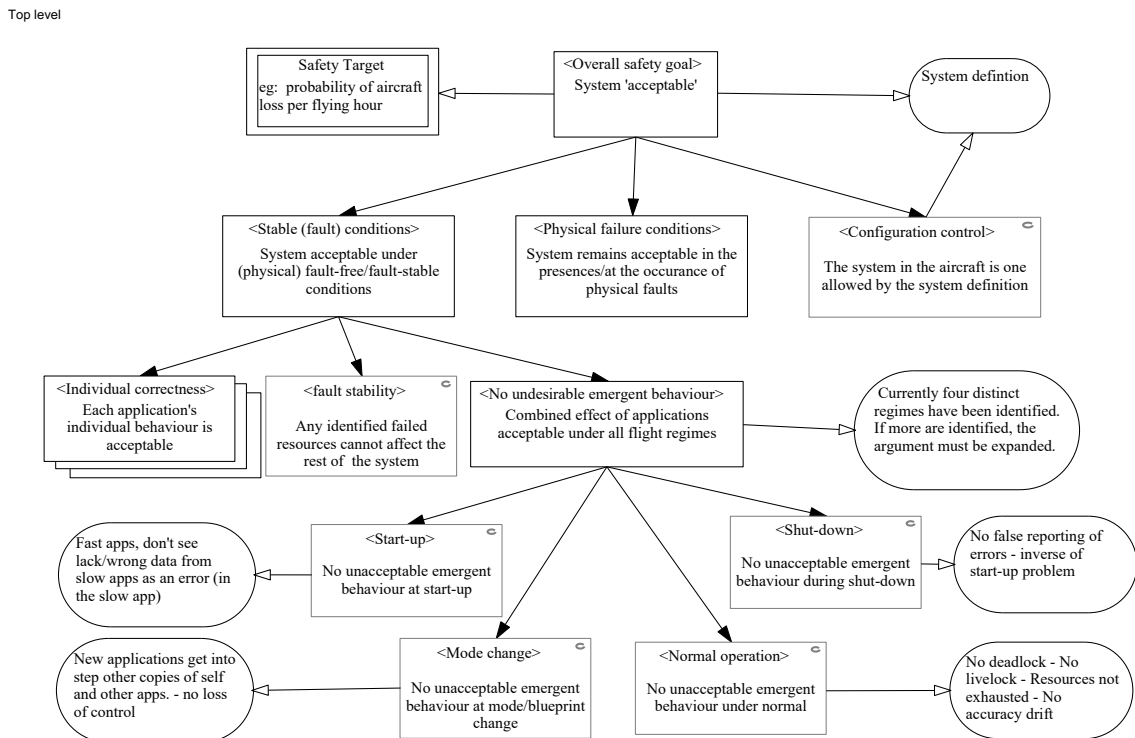 Top level
Safety Target
eg:  probability of aircraft
loss per flying hour
<Overall safety goal>
System 'acceptable'
System defintion
<Stable (fault) conditions>
System acceptable under
(physical) fault-free/fault-stable
conditions
<Physical failure conditions>
System remains acceptable in the
presences/at the occurance of
physical faults
<Configuration control>
The system in the aircraft is one
allowed by the system definition
<Individual correctness>
Each application's
individual behaviour is
acceptable
<fault stability>
Any identified failed
resources cannot affect the
rest of  the system
<No undesirable emergent behaviour>
Combined effect of applications
acceptable under all flight regimes
Currently four distinct
regimes have been identified.
If more are identified, the
argument must be expanded.
Fast apps, don't see
lack/wrong data from
slow apps as an error (in
the slow app)
<Start-up>
No unacceptable emergent
behaviour at start-up
<Shut-down>
No unacceptable emergent
behaviour during shut-down
No false reporting of
errors - inverse of
start-up problem
New applications get into
step other copies of self
and other apps. - no loss
of control
<Mode change>
No unacceptable emergent
behaviour at mode/blueprint
change
<Normal operation>
No unacceptable emergent
behaviour under normal
No deadlock - No
livelock - Resources not
exhausted - No
accuracy drift